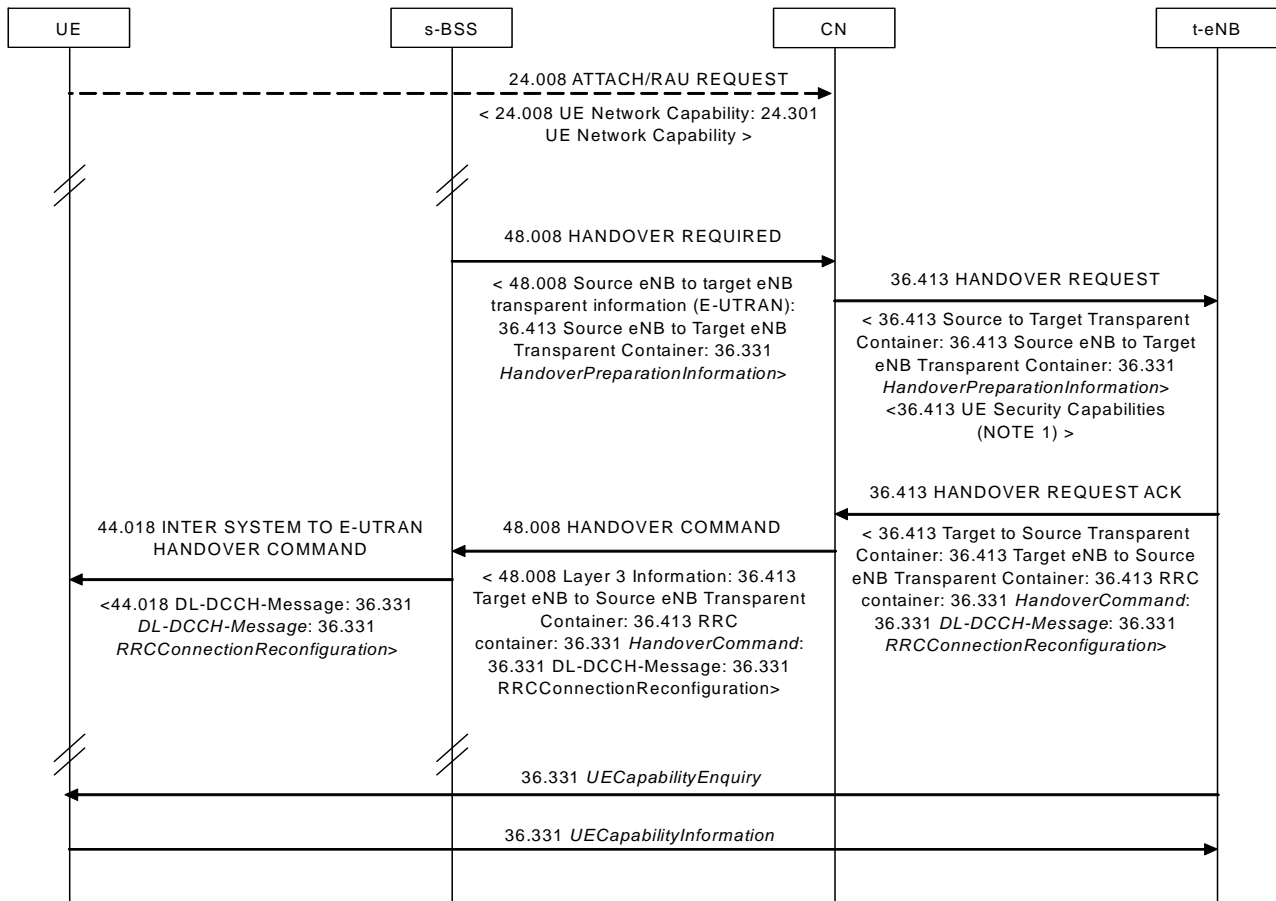 UE
s-BSS
CN
t-eNB
24.008 ATTACH/RAU REQUEST
< 24.008 UE Network Capability: 24.301
UE Network Capability >
48.008 HANDOVER REQUIRED
< 48.008 Source eNB to target eNB
transparent information (E-UTRAN):
36.413 Source eNB to Target eNB
Transparent Container: 36.331
HandoverPreparationInformation>
36.413 HANDOVER REQUEST
< 36.413 Source to Target Transparent
Container: 36.413 Source eNB to Target
eNB Transparent Container: 36.331
HandoverPreparationInformation>
<36.413 UE Security Capabilities
(NOTE 1) >
36.413 HANDOVER REQUEST ACK
< 36.413 Target to Source Transparent
Container: 36.413 Target eNB to Source
eNB Transparent Container: 36.413 RRC
container: 36.331 HandoverCommand:
36.331 DL-DCCH-Message: 36.331
RRCConnectionReconfiguration>
48.008 HANDOVER COMMAND
< 48.008 Layer 3 Information: 36.413
Target eNB to Source eNB Transparent
Container: 36.413 RRC
container: 36.331 HandoverCommand:
36.331 DL-DCCH-Message: 36.331
RRCConnectionReconfiguration>
44.018 INTER SYSTEM TO E-UTRAN
HANDOVER COMMAND
<44.018 DL-DCCH-Message: 36.331
DL-DCCH-Message: 36.331
RRCConnectionReconfiguration>
36.331 UECapabilityEnquiry
36.331 UECapabilityInformation